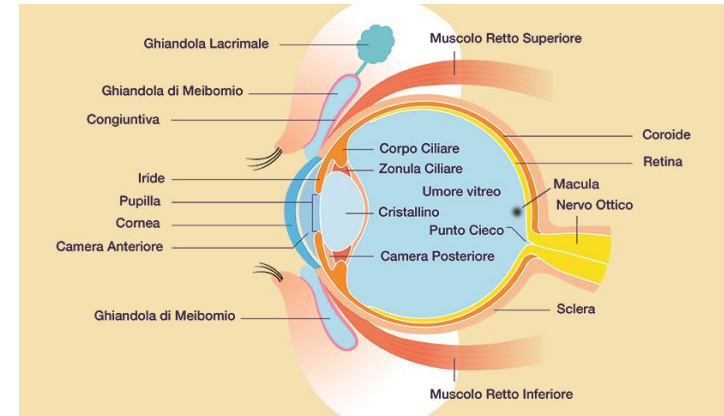 Ghiandola Lacrimale
Muscolo Retto Superiore
Ghiandola di Meibomio
Congiuntiva
Coroide
Corpo Ciliare
Retina
Zonula Ciliare
Iride
Umore vitreo
Macula
Pupilla
Nervo Ottico
Cristallino
Cornea
Punto Cieco
Camera Anteriore
Camera Posteriore
Sclera
Ghiandola di Meibomio
Muscolo Retto Inferiore